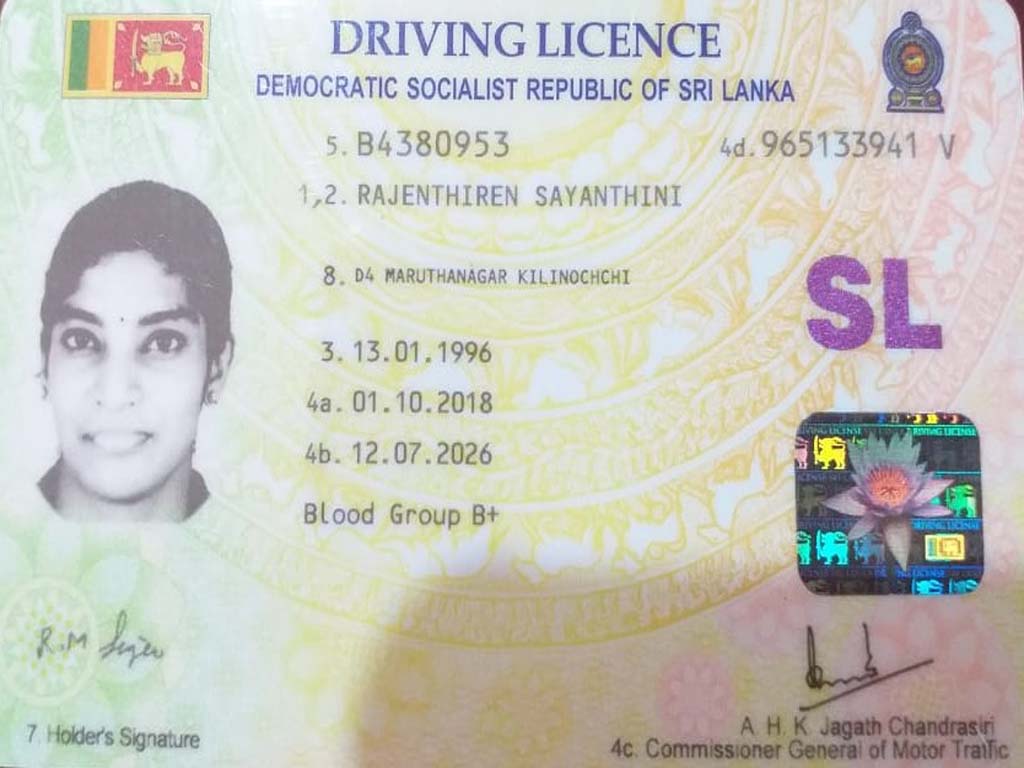 DRIVING LICENCE
DEMOCRATIC SOCIALIST REPUBLIC OF SRI LANKA
5. B4380953 4d. 965133941 V
1,2. RAJENTHIREN SAYANTHINI
8. D4 MARUTHANAGAR KILINOCHCHI
SL
3. 13.01.1996
4a. 01.10.2018
4b. 12.07.2026
Blood Group B+
DRIVING LICENSE
R.M
7. Holder's Signature
A. H. K. Jagath Chandrasiri
4c. Commissioner General of Motor Traffic